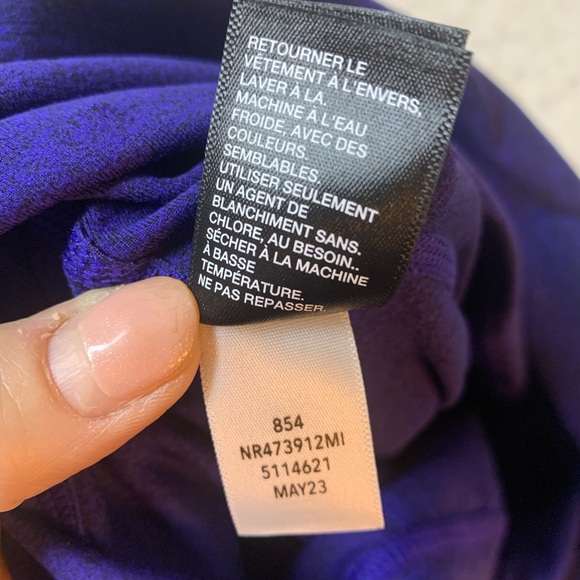 RETOURNER LE
VÊTEMENT À L'ENVERS.
LAVER À LA.
MACHINE À L'EAU
FROIDE, AVEC DES
COULEURS.
SEMBLABLES.
UTILISER SEULEMENT
UN AGENT DE
BLANCHIMENT SANS.
CHLORE, AU BESOIN..
SÉCHER À LA MACHINE
À BASSE
TEMPÉRATURE.
NE PAS REPASSER.
854
NR473912MI
5114621
MAY23